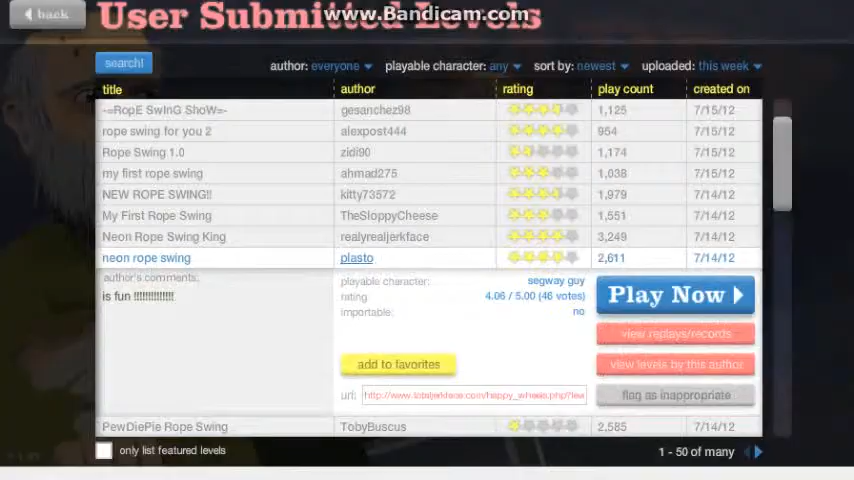 back
User Submitted Levels
www.Bandicam.com
search!
author: everyone playable character: any sort by: newest uploaded: this week
title author rating play count created on
-=RopE SwInG ShoW=- gesanchez98 1,125 7/15/12
rope swing for you 2 alexpost444 954 7/15/12
Rope Swing 1.0 zidi90 1,174 7/15/12
my first rope swing ahmad275 1,038 7/15/12
NEW ROPE SWING!! kitty73572 1,979 7/14/12
My First Rope Swing TheSloppyCheese 1,551 7/14/12
Neon Rope Swing King realyrealjerkface 3,249 7/14/12
neon rope swing plasto 2,611 7/14/12
author's comments:
is fun !!!!!!!!!!!!!!
playable character: segway guy
rating 4.06 / 5.00 (46 votes)
importable: no
Play Now
view replays/records
add to favorites
view levels by this author
url: http://www.totaljerkface.com/happy_wheels.php?lev
flag as inappropriate
PewDiePie Rope Swing TobyBuscus 2,585 7/14/12
only list featured levels
1 - 50 of many